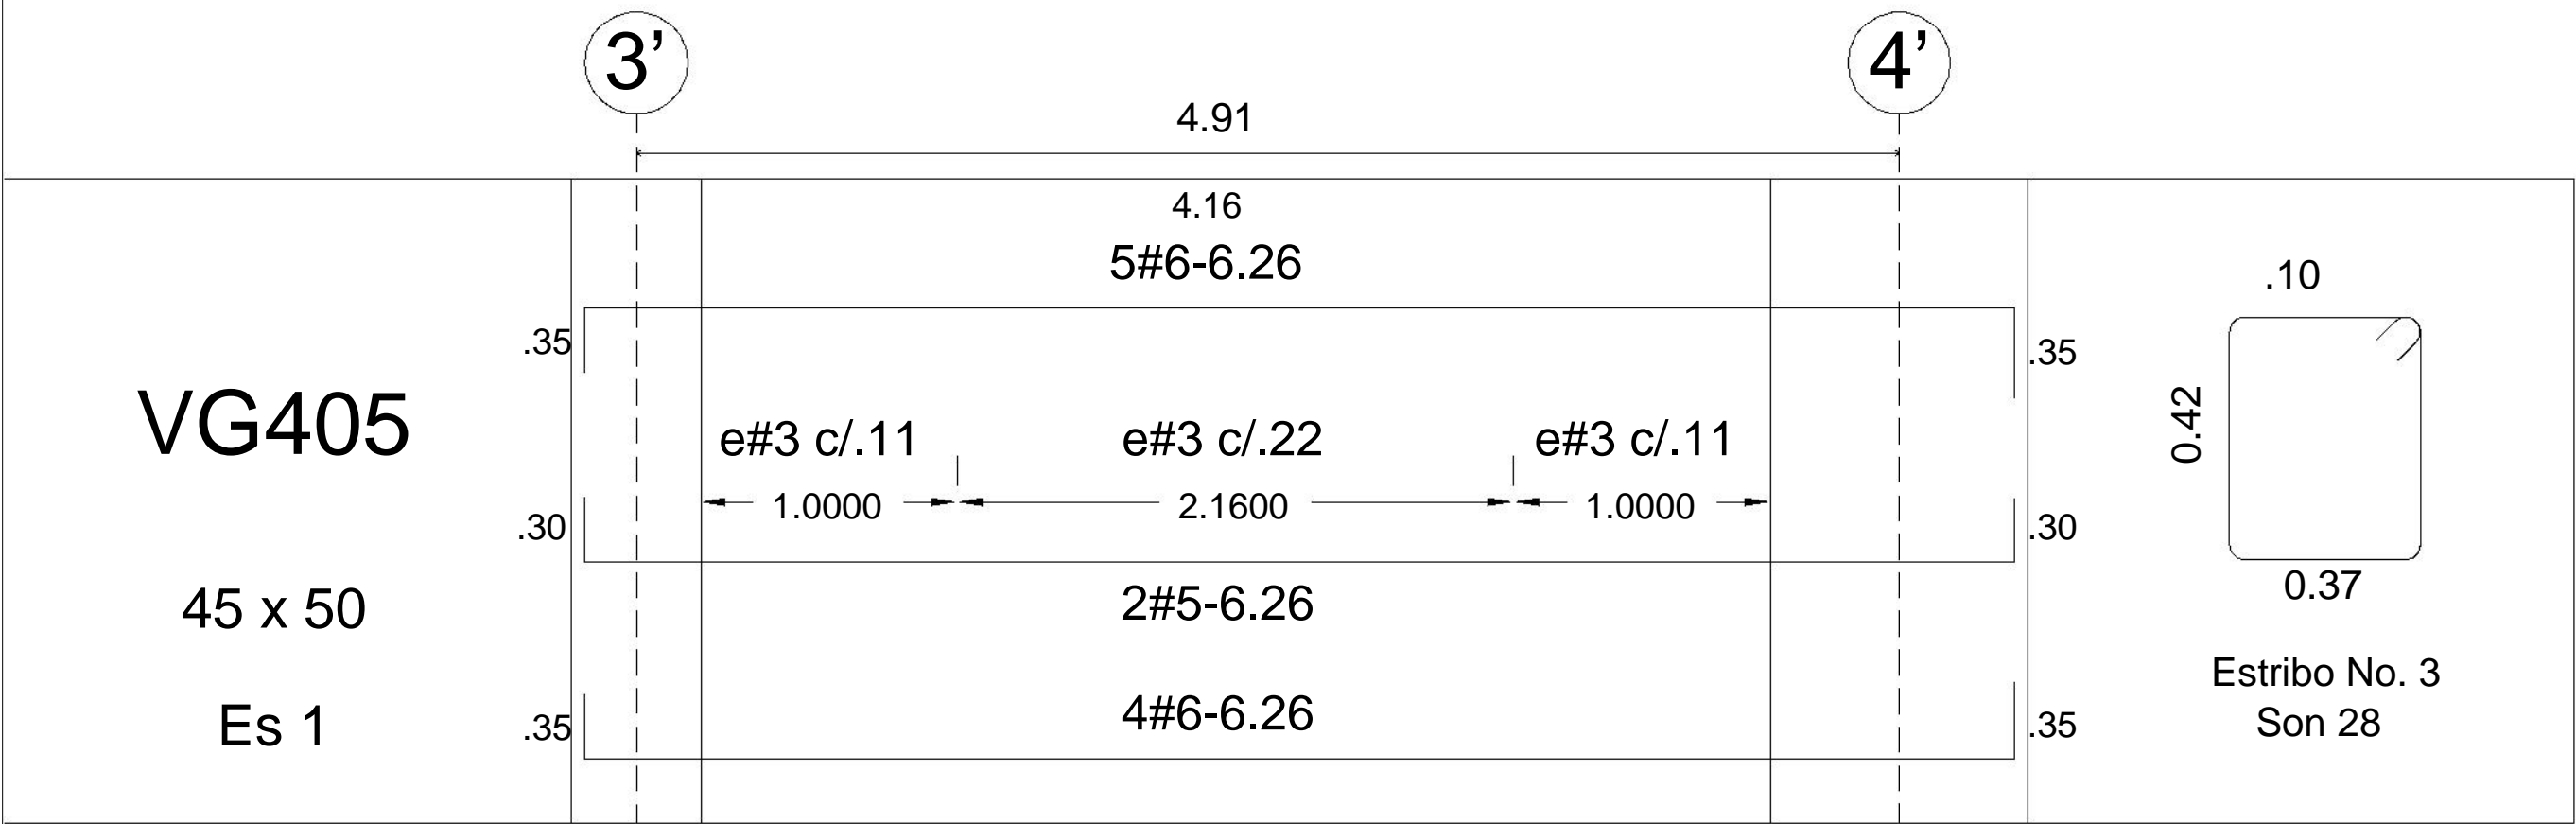 3’
4’
4.91
4.16
5#6-6.26
.35
.35
VG405
e#3 c/.11
e#3 c/.22
e#3 c/.11
1.0000
2.1600
1.0000
.30
.30
2#5-6.26
45 x 50
4#6-6.26
Es 1
.35
.35
.10
0.42
0.37
Estribo No. 3
Son 28